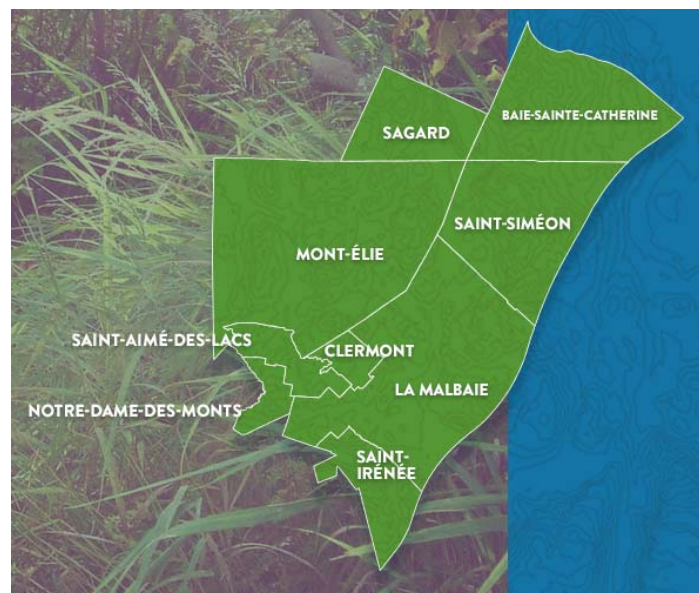 BAIE-SAINTE-CATHERINE
SAGARD
SAINT-SIMÉON
MONT-ÉLIE
SAINT-AIMÉ-DES-LACS
CLERMONT
LA MALBAIE
NOTRE-DAME-DES-MONTS
SAINT-
IRÉNÉE